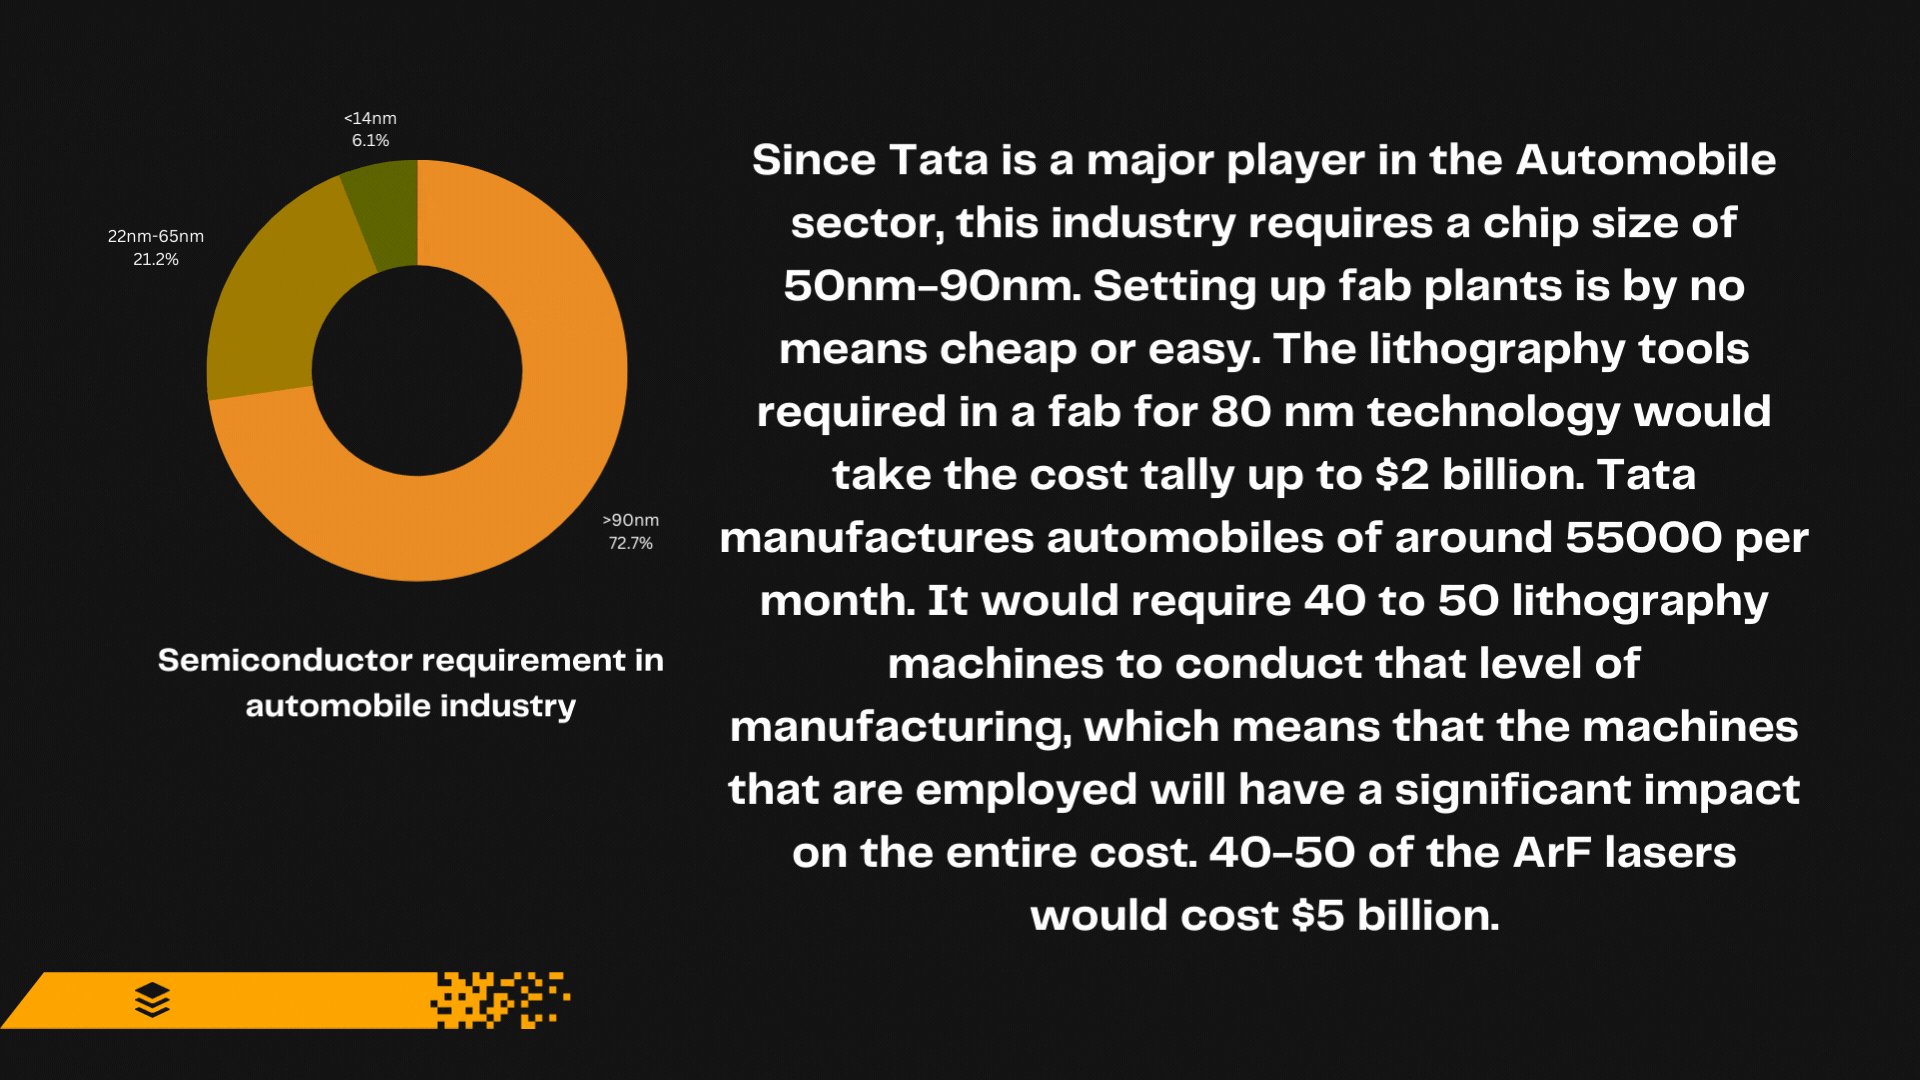 <14nm
6.1%
22nm-65nm
21.2%
>90nm
72.7%
Semiconductor requirement in
automobile industry
Since Tata is a major player in the Automobile
sector, this industry requires a chip size of
50nm-90nm. Setting up fab plants is by no
means cheap or easy. The lithography tools
required in a fab for 80 nm technology would
take the cost tally up to $2 billion. Tata
manufactures automobiles of around 55000 per
month. It would require 40 to 50 lithography
machines to conduct that level of
manufacturing, which means that the machines
that are employed will have a significant impact
on the entire cost. 40-50 of the ArF lasers
would cost $5 billion.